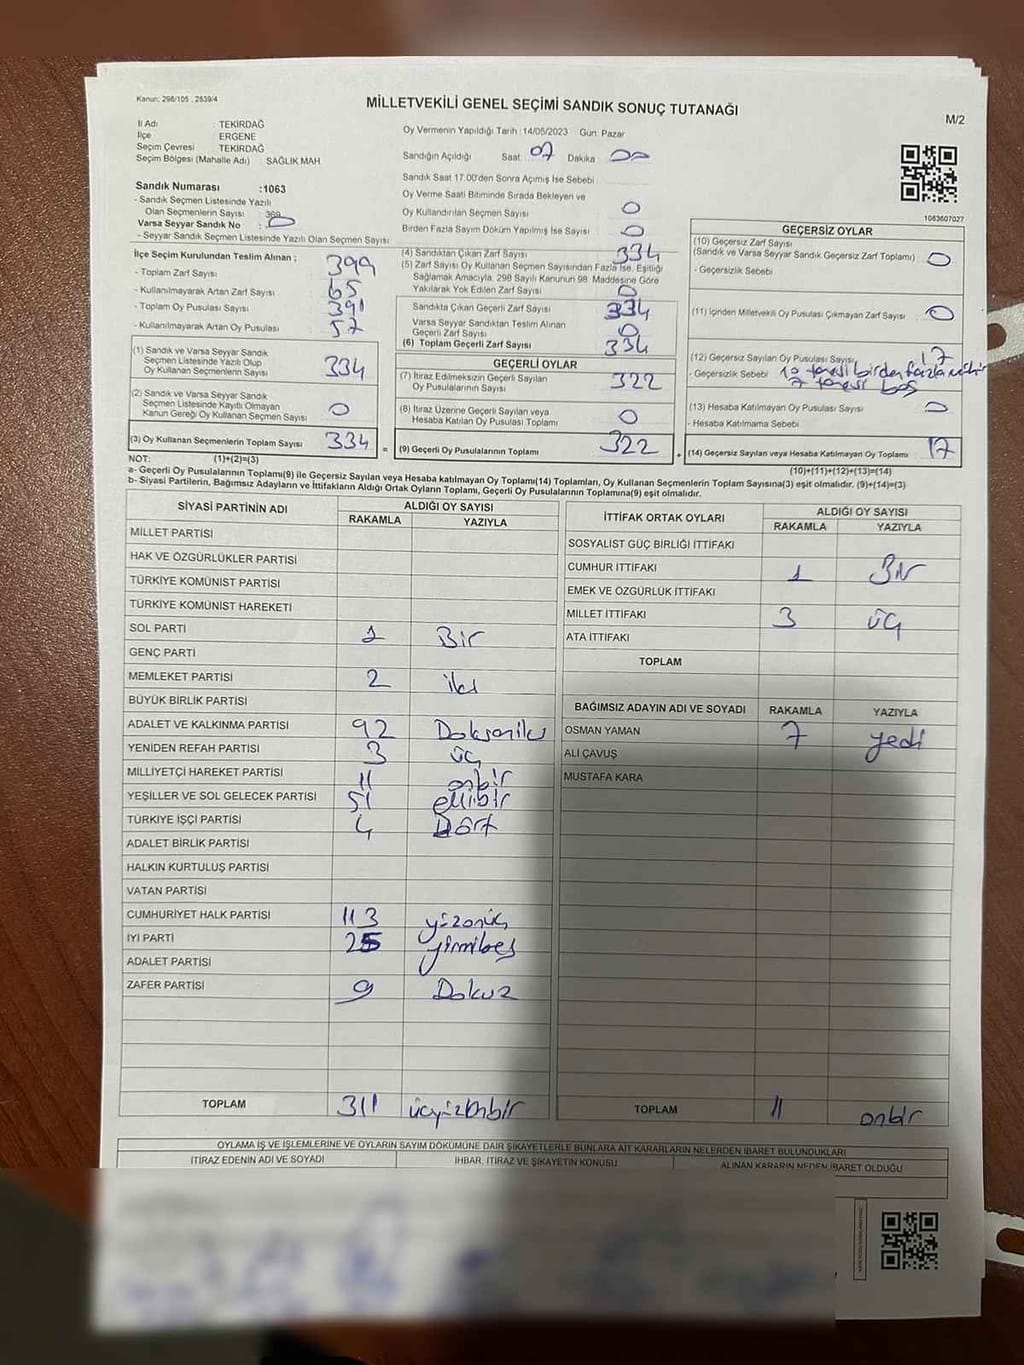 Kanun: 298/105 , 2839/4
MİLLETVEKİLİ GENEL SEÇİMİ SANDIK SONUÇ TUTANAĞI
M/2
İl Adı : TEKİRDAĞ
İlçe : ERGENE
Seçim Çevresi : TEKİRDAĞ
Seçim Bölgesi (Mahalle Adı) : SAĞLIK MAH
Sandık Numarası :1063
- Sandık Seçmen Listesinde Yazılı
Olan Seçmenlerin Sayısı : 369
Varsa Seyyar Sandık No : 0
- Seyyar Sandık Seçmen Listesinde Yazılı Olan Seçmen Sayısı
Oy Vermenin Yapıldığı Tarih :14/05/2023 Gün: Pazar
Sandığın Açıldığı Saat 07 Dakika 00
Sandık Saat 17:00'den Sonra Açımış İse Sebebi
Oy Verme Saati Bitiminde Sırada Bekleyen ve
Oy Kullandırılan Seçmen Sayısı 0
Birden Fazla Sayım Döküm Yapılmış İse Sayısı 0
1063607027
İlçe Seçim Kurulundan Teslim Alınan ;
- Toplam Zarf Sayısı 399
- Kullanılmayarak Artan Zarf Sayısı 65
- Toplam Oy Pusulası Sayısı 391
- Kullanılmayarak Artan Oy Pusulası 57
(1) Sandık ve Varsa Seyyar Sandık
Seçmen Listesinde Yazılı Olup
Oy Kullanan Seçmenlerin Sayısı 334
(2) Sandık ve Varsa Seyyar Sandık
Seçmen Listesinde Kayıtlı Olmayan
Kanun Gereği Oy Kullanan Seçmen Sayısı 0
(3) Oy Kullanan Seçmenlerin Toplam Sayısı 334
(4) Sandıktan Çıkan Zarf Sayısı 334
(5) Zarf Sayısı Oy Kullanan Seçmen Sayısından Fazla İse, Eşitliği
Sağlamak Amacıyla, 298 Sayılı Kanunun 98. Maddesine Göre
Yakılarak Yok Edilen Zarf Sayısı 0
Sandıkta Çıkan Geçerli Zarf Sayısı 334
Varsa Seyyar Sandıktan Teslim Alınan
Geçerli Zarf Sayısı 0
(6) Toplam Geçerli Zarf Sayısı 334
GEÇERLİ OYLAR
(7) İtiraz Edilmeksizin Geçerli Sayılan
Oy Pusulalarının Sayısı 322
(8) İtiraz Üzerine Geçerli Sayılan veya
Hesaba Katılan Oy Pusulası Toplamı 0
= (9) Geçerli Oy Pusulalarının Toplamı 322
GEÇERSİZ OYLAR
(10) Geçersiz Zarf Sayısı
(Sandık ve Varsa Seyyar Sandık Geçersiz Zarf Toplamı) 0
- Geçersizlik Sebebi
(11) İçinden Milletvekili Oy Pusulası Çıkmayan Zarf Sayısı 0
(12) Geçersiz Sayılan Oy Pusulası Sayısı 17
- Geçersizlik Sebebi 10 tanesi birden fazla mühür
7 tanesi boş
(13) Hesaba Katılmayan Oy Pusulası Sayısı 0
- Hesaba Katılmama Sebebi
+ (14) Geçersiz Sayılan veya Hesaba Katılmayan Oy Toplamı 17
NOT: (1)+(2)=(3) (10)+(11)+(12)+(13)=(14)
a- Geçerli Oy Pusulalarının Toplamı(9) ile Geçersiz Sayılan veya Hesaba katılmayan Oy Toplamı(14) Toplamları, Oy Kullanan Seçmenlerin Toplam Sayısına(3) eşit olmalıdır. (9)+(14)=(3)
b- Siyasi Partilerin, Bağımsız Adayların ve İttifakların Aldığı Ortak Oyların Toplamı, Geçerli Oy Pusulalarının Toplamına(9) eşit olmalıdır.
SİYASİ PARTİNİN ADI ALDIĞI OY SAYISI
RAKAMLA YAZIYLA
MİLLET PARTİSİ
HAK VE ÖZGÜRLÜKLER PARTİSİ
TÜRKİYE KOMÜNİST PARTİSİ
TÜRKİYE KOMÜNİST HAREKETİ
SOL PARTİ 1 Bir
GENÇ PARTİ
MEMLEKET PARTİSİ 2 iki
BÜYÜK BİRLİK PARTİSİ
ADALET VE KALKINMA PARTİSİ 92 Doksaniki
YENİDEN REFAH PARTİSİ 3 üç
MİLLİYETÇİ HAREKET PARTİSİ 11 onbir
YEŞİLLER VE SOL GELECEK PARTİSİ 51 ellibir
TÜRKİYE İŞÇİ PARTİSİ 4 Dört
ADALET BİRLİK PARTİSİ
HALKIN KURTULUŞ PARTİSİ
VATAN PARTİSİ
CUMHURİYET HALK PARTİSİ 113 yüzonüç
İYİ PARTİ 25 yirmibeş
ADALET PARTİSİ
ZAFER PARTİSİ 9 Dokuz
TOPLAM 311 üçyüzonbir
İTTİFAK ORTAK OYLARI ALDIĞI OY SAYISI
RAKAMLA YAZIYLA
SOSYALİST GÜÇ BİRLİĞİ İTTİFAKI
CUMHUR İTTİFAKI 1 Bir
EMEK VE ÖZGÜRLÜK İTTİFAKI
MİLLET İTTİFAKI 3 üç
ATA İTTİFAKI
TOPLAM
BAĞIMSIZ ADAYIN ADI VE SOYADI RAKAMLA YAZIYLA
OSMAN YAMAN 7 yedi
ALİ ÇAVUŞ
MUSTAFA KARA
TOPLAM 11 onbir
OYLAMA İŞ VE İŞLEMLERİNE VE OYLARIN SAYIM DÖKÜMÜNE DAİR ŞİKAYETLERLE BUNLARA AİT KARARLARIN NELERDEN İBARET BULUNDUKLARI
İTİRAZ EDENİN ADI VE SOYADI İHBAR, İTİRAZ VE ŞİKAYETİN KONUSU ALINAN KARARIN NEDEN İBARET OLDUĞU